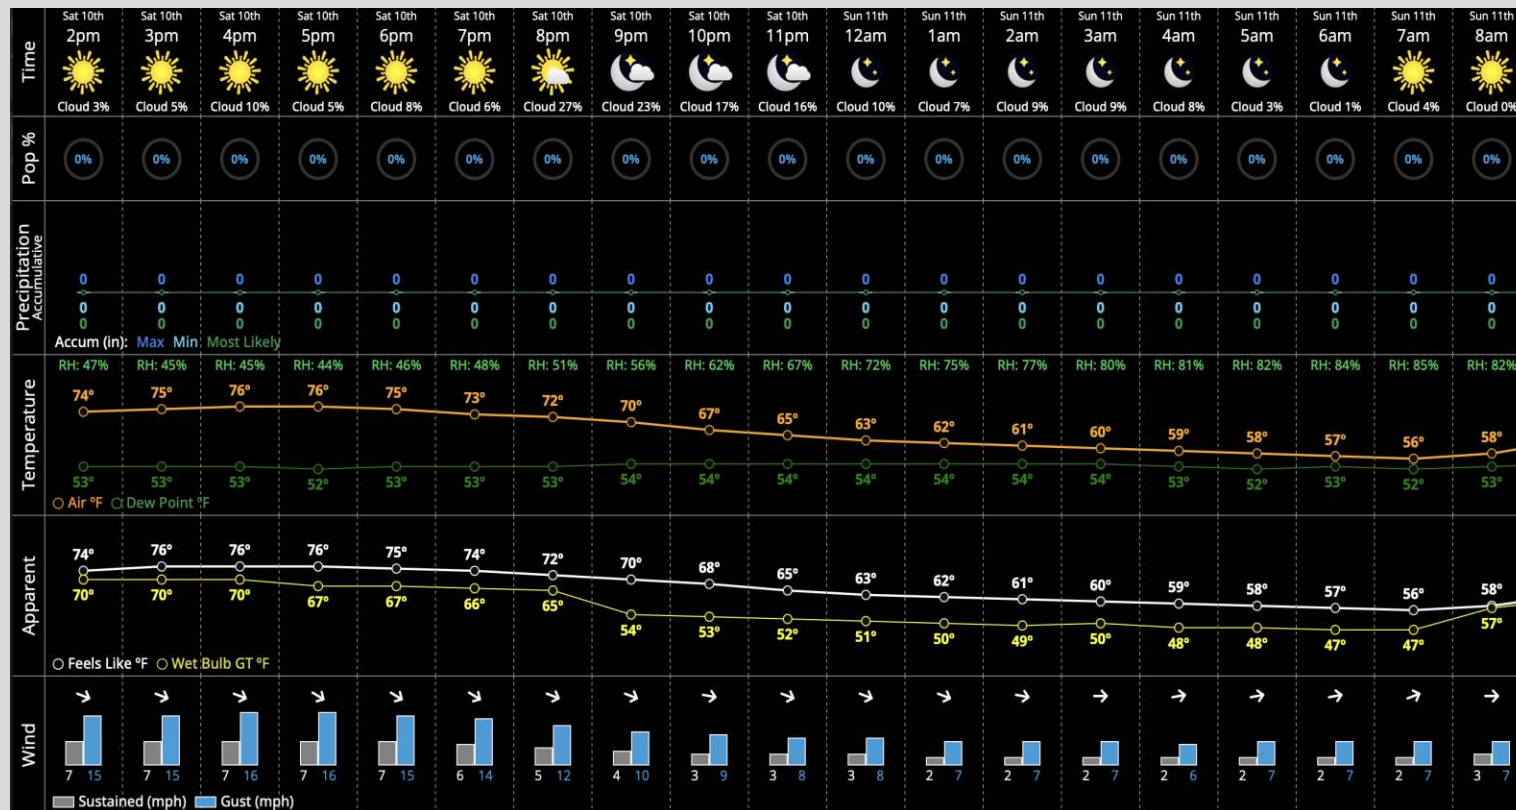 Sat 10th Sat 10th Sat 10th Sat 10th Sat 10th Sat 10th Sat 10th Sat 10th Sat 10th Sat 10th Sun 11th Sun 11th Sun 11th Sun 11th Sun 11th Sun 11th Sun 11th Sun 11th Sun 11th
Time 2pm 3pm 4pm 5pm 6pm 7pm 8pm 9pm 10pm 11pm 12am 1am 2am 3am 4am 5am 6am 7am 8am
Cloud 3% Cloud 5% Cloud 10% Cloud 5% Cloud 8% Cloud 6% Cloud 27% Cloud 23% Cloud 17% Cloud 16% Cloud 10% Cloud 7% Cloud 9% Cloud 9% Cloud 8% Cloud 3% Cloud 1% Cloud 4% Cloud 0%
Pop % 0% 0% 0% 0% 0% 0% 0% 0% 0% 0% 0% 0% 0% 0% 0% 0% 0% 0% 0%
Precipitation
Accumulative
0 0 0 0 0 0 0 0 0 0 0 0 0 0 0 0 0 0 0
0 0 0 0 0 0 0 0 0 0 0 0 0 0 0 0 0 0 0
0 0 0 0 0 0 0 0 0 0 0 0 0 0 0 0 0 0 0
Accum (in): Max Min Most Likely
RH: 47% RH: 45% RH: 45% RH: 44% RH: 46% RH: 48% RH: 51% RH: 56% RH: 62% RH: 67% RH: 72% RH: 75% RH: 77% RH: 80% RH: 81% RH: 82% RH: 84% RH: 85% RH: 82%
Temperature
74° 75° 76° 76° 75° 73° 72° 70° 67° 65° 63° 62° 61° 60° 59° 58° 57° 56° 58°
53° 53° 53° 52° 53° 53° 53° 54° 54° 54° 54° 54° 54° 54° 53° 52° 53° 52° 53°
Air °F Dew Point °F
Apparent
74° 76° 76° 76° 75° 74° 72° 70° 68° 65° 63° 62° 61° 60° 59° 58° 57° 56° 58°
70° 70° 70° 67° 67° 66° 65° 54° 53° 52° 51° 50° 49° 50° 48° 48° 47° 47° 57°
Feels Like °F Wet Bulb GT °F
Wind
7 15 7 15 7 16 7 16 7 15 6 14 5 12 4 10 3 9 3 8 3 8 2 7 2 7 2 7 2 6 2 7 2 7 2 7 3 7
Sustained (mph) Gust (mph)